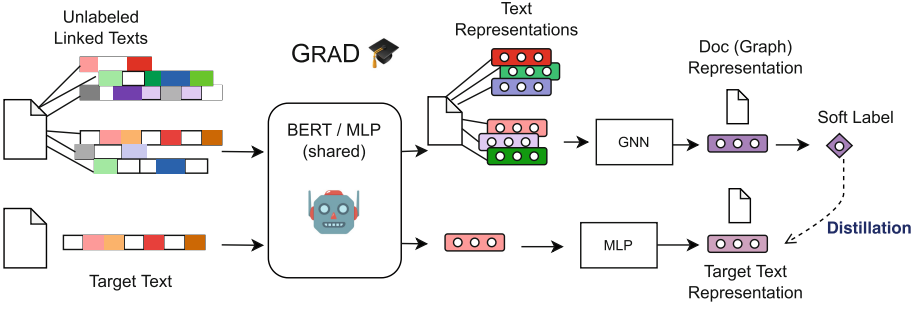 Unlabeled
Linked Texts
GRAD
Text
Representations
Doc (Graph)
Representation
BERT / MLP
(shared)
GNN
Soft Label
MLP
Distillation
Target Text
Target Text
Representation